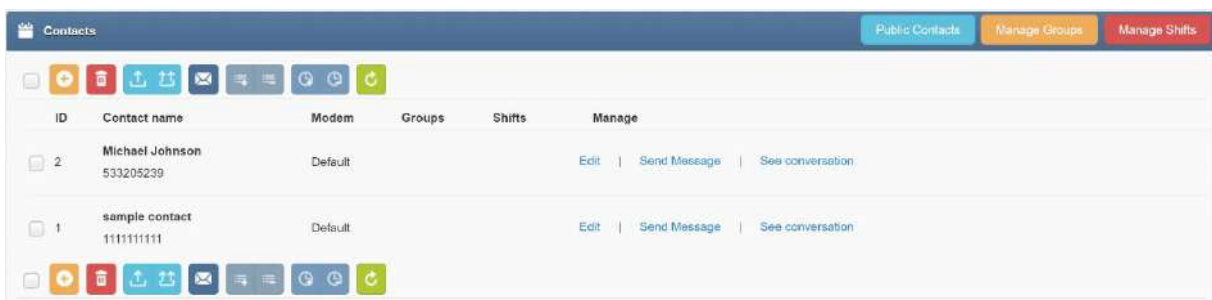 Contacts
Public Contacts
Manage Groups
Manage Shifts
ID Contact name Modem Groups Shifts Manage
2 Michael Johnson Default Edit | Send Message | See conversation
533205239
1 sample contact Default Edit | Send Message | See conversation
1111111111